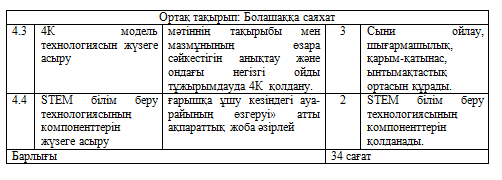 Ортақ тақырып: Болашаққа саяхат
4.3 4К модель технологиясын жүзеге асыру мәтіннің тақырыбы мен мазмұнының өзара сәйкестігін анықтау және ондағы негізгі ойды тұжырымдауда 4К қолдану. 3 Сыни ойлау, шығармашылық, қарым-қатынас, ынтымақтастық ортасын құрады.
4.4 STEM білім беру технологиясының компоненттерін жүзеге асыру ғарышқа ұшу кезіндегі ауа-райының өзгеруі» атты ақпараттық жоба әзірлей 2 STEM білім беру технологиясының компоненттерін қолданады.
Барлығы 34 сағат